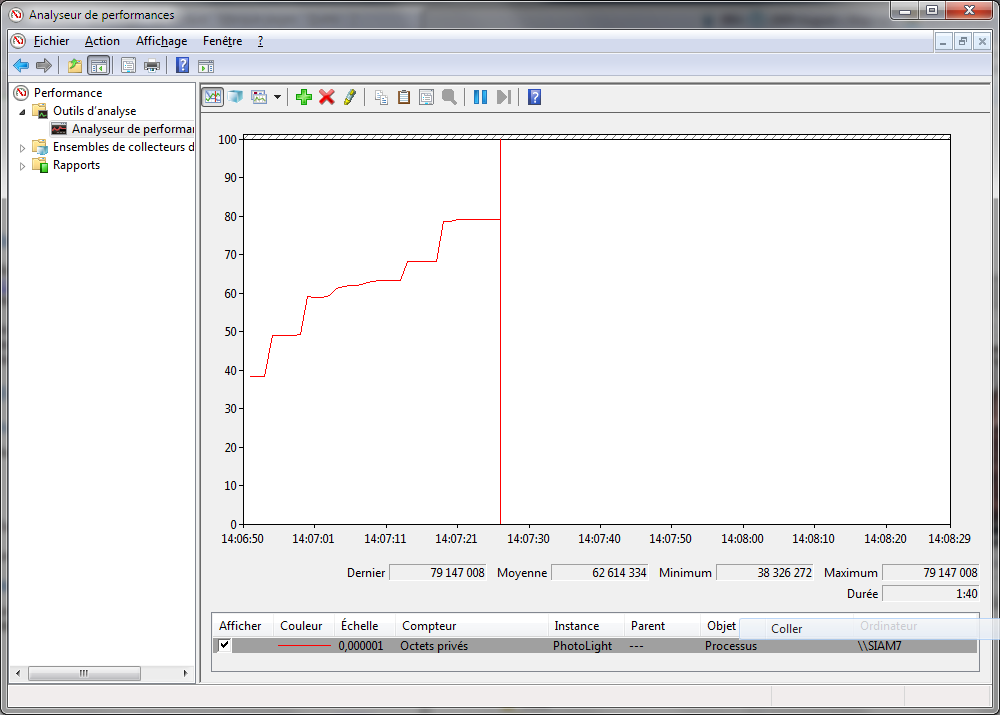 Analyseur de performances
Fichier Action Affichage Fenêtre ?
Performance
Outils d'analyse
Analyseur de performar
Ensembles de collecteurs d
Rapports
100
90
80
70
60
50
40
30
20
10
0
14:06:50 14:07:01 14:07:11 14:07:21 14:07:30 14:07:40 14:07:50 14:08:00 14:08:10 14:08:20 14:08:29
Dernier 79 147 008 Moyenne 62 614 334 Minimum 38 326 272 Maximum 79 147 008
Durée 1:40
Afficher Couleur Échelle Compteur Instance Parent Objet Coller Ordinateur
0,000001 Octets privés PhotoLight --- Processus \\SIAM7